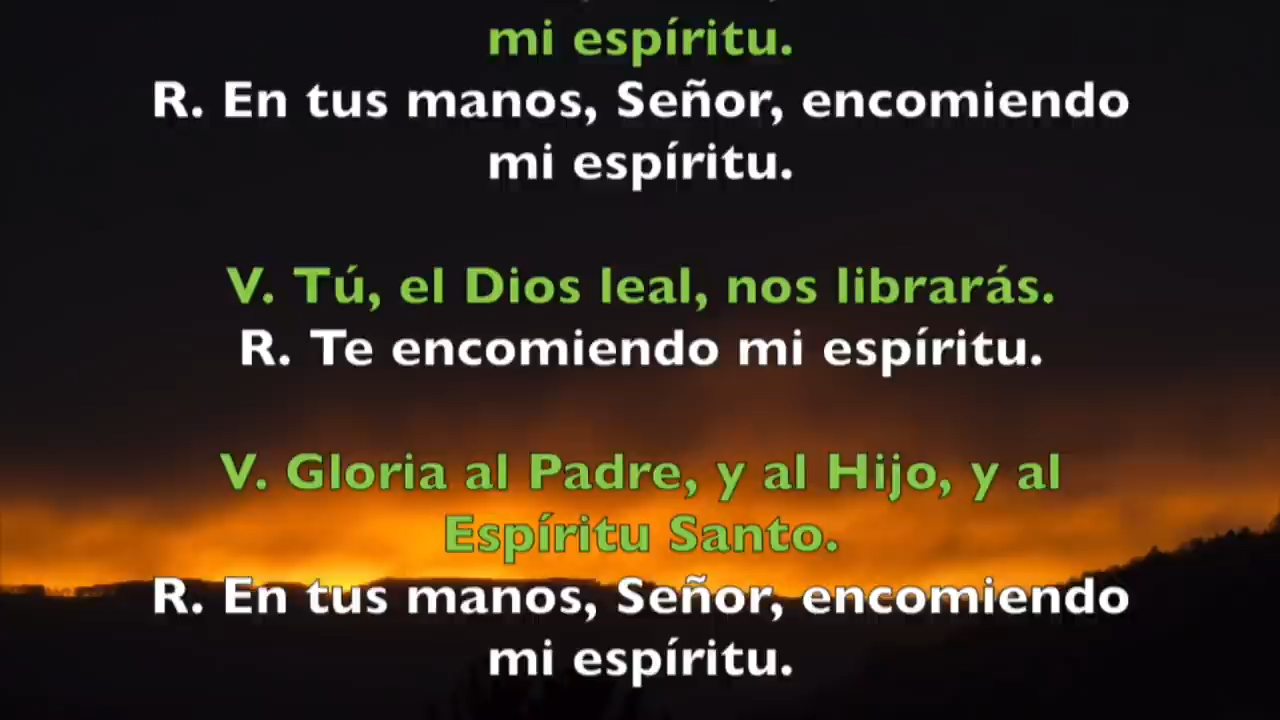 mi espíritu.
R. En tus manos, Señor, encomiendo
mi espíritu.
V. Tú, el Dios leal, nos librarás.
R. Te encomiendo mi espíritu.
V. Gloria al Padre, y al Hijo, y al
Espíritu Santo.
R. En tus manos, Señor, encomiendo
mi espíritu.